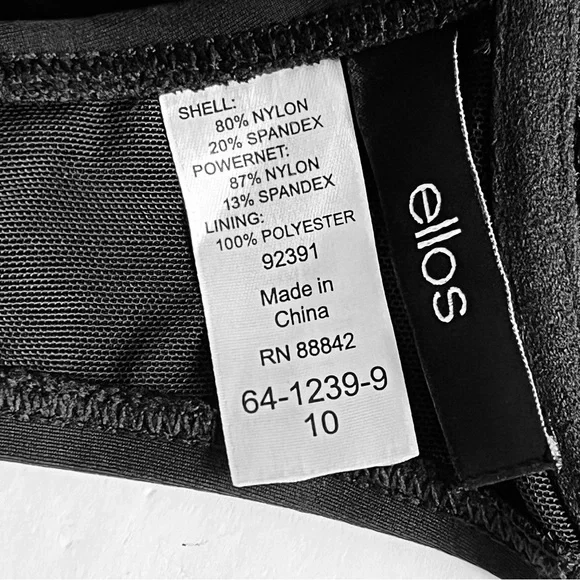 SHELL:
80% NYLON
20% SPANDEX
POWERNET:
87% NYLON
13% SPANDEX
LINING:
100% POLYESTER
92391
Made in
China
RN 88842
64-1239-9
10
ellos